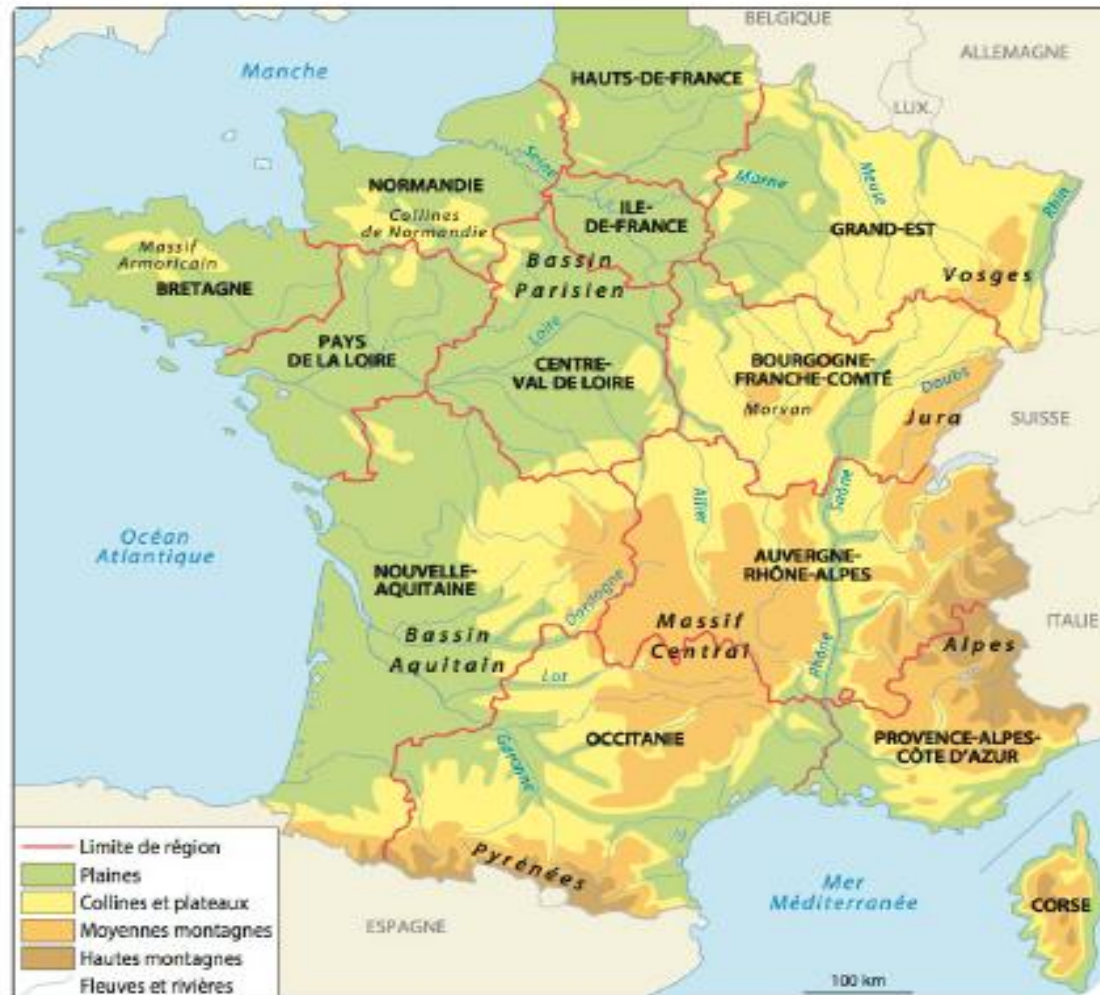 BELGIQUE
ALLEMAGNE
Manche
HAUTS-DE-FRANCE
LUX.
Seine
Marne
Meuse
Rhin
NORMANDIE
Collines
de Normandie
ILE-
DE-FRANCE
GRAND-EST
Massif
Armoricain
BRETAGNE
Bassin
Parisien
Vosges
PAYS
DE LA LOIRE
Loire
CENTRE-
VAL DE LOIRE
BOURGOGNE-
FRANCHE-COMTÉ
Doubs
Morvan
Jura
SUISSE
Allier
Saône
Océan
Atlantique
NOUVELLE-
AQUITAINE
AUVERGNE-
RHÔNE-ALPES
Dordogne
ITALIE
Bassin
Aquitain
Massif
Central
Rhône
Alpes
Lot
OCCITANIE
PROVENCE-ALPES-
CÔTE D'AZUR
Garonne
Pyrénées
Mer
Méditerranée
CORSE
ESPAGNE
Limite de région
Plaines
Collines et plateaux
Moyennes montagnes
Hautes montagnes
Fleuves et rivières
100 km